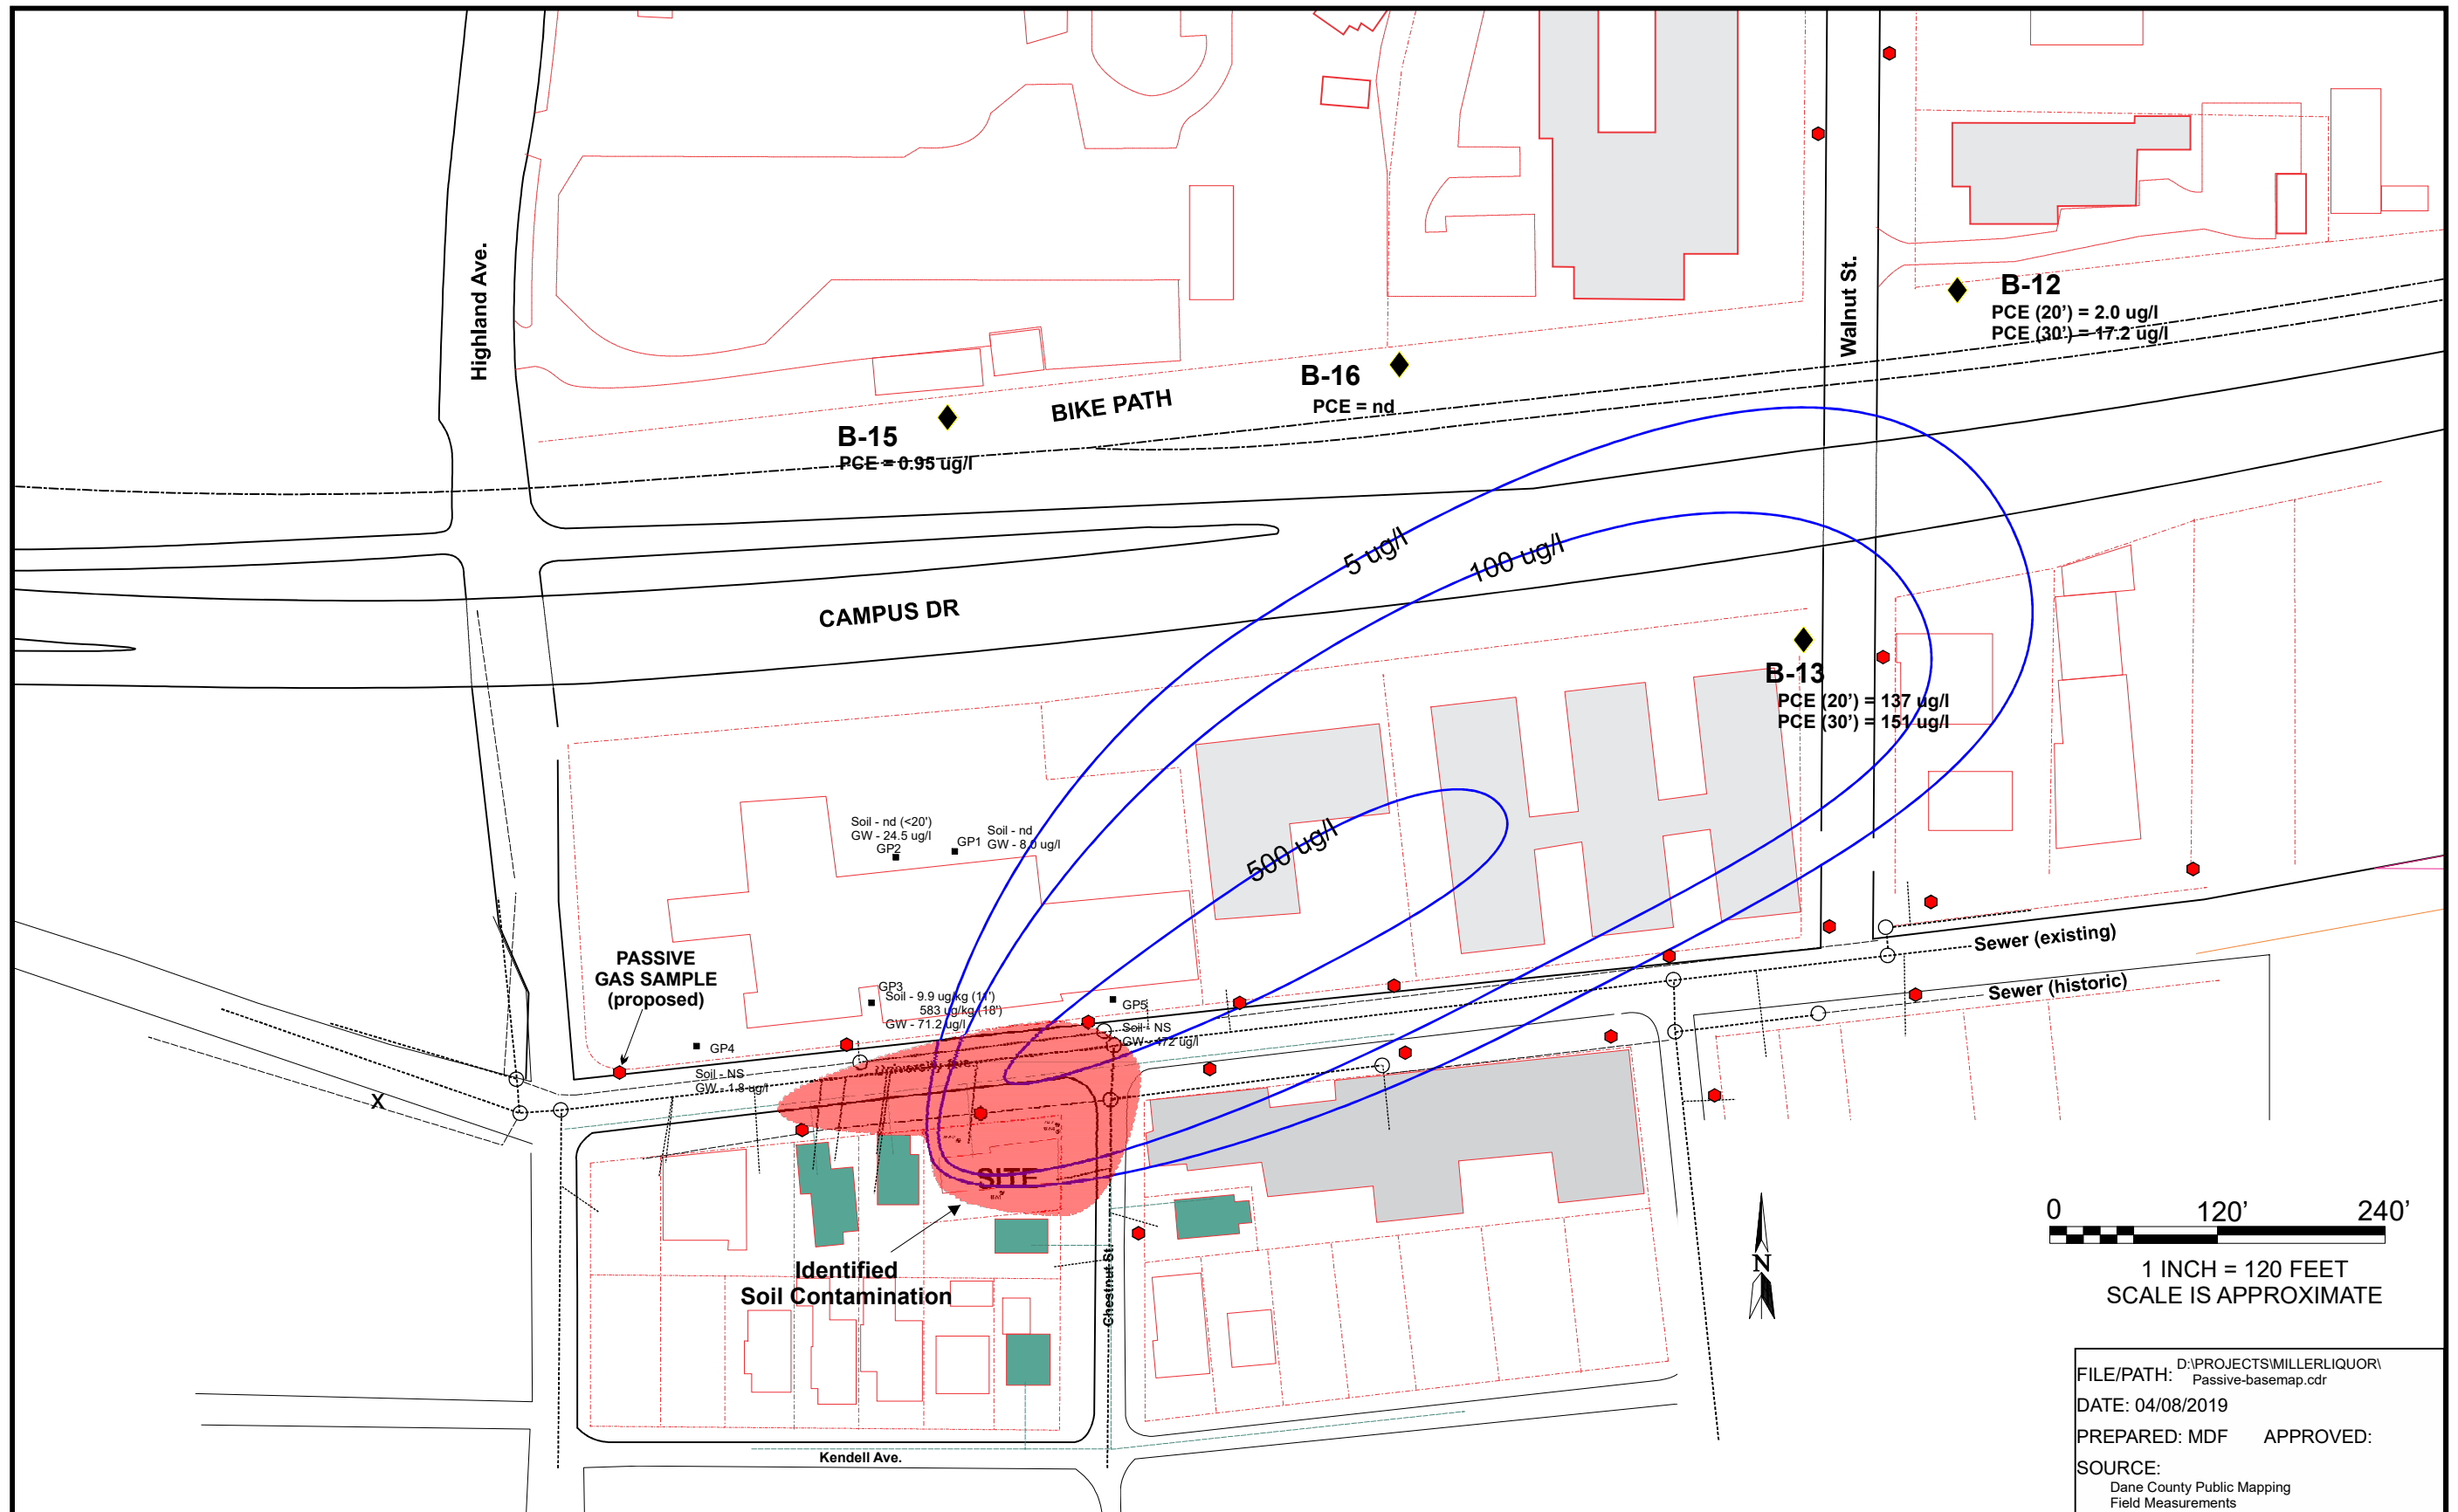 Highland Ave.
Walnut St.
B-12
PCE (20') = 2.0 ug/l
PCE (30') = 17.2 ug/l
B-16
PCE = nd
BIKE PATH
B-15
PCE = 0.95 ug/l
5 ug/l
100 ug/l
CAMPUS DR
B-13
PCE (20') = 137 ug/l
PCE (30') = 151 ug/l
500 ug/l
Soil - nd (<20')
GW - 24.5 ug/l
GP2
GP1
Soil - nd
GW - 8.0 ug/l
PASSIVE
GAS SAMPLE
(proposed)
GP3
Soil - 9.9 ug/kg (11')
583 ug/kg (18')
GW - 71.2 ug/l
GP5
Soil - NS
GW - 472 ug/l
GP4
Soil - NS
GW - 1.8 ug/l
Sewer (existing)
Sewer (historic)
X
SITE
Identified
Soil Contamination
Chestnut St.
Kendell Ave.
N
0 120' 240'
1 INCH = 120 FEET
SCALE IS APPROXIMATE
FILE/PATH: D:\PROJECTS\MILLERLIQUOR\
Passive-basemap.cdr
DATE: 04/08/2019
PREPARED: MDF APPROVED:
SOURCE:
Dane County Public Mapping
Field Measurements